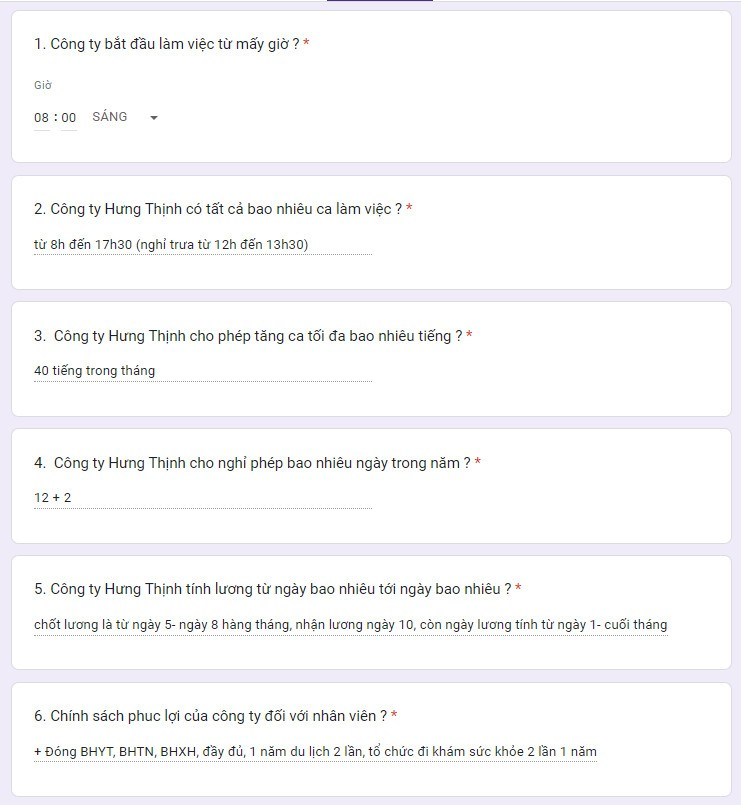 1. Công ty bắt đầu làm việc từ mấy giờ ? *
Giờ
08 : 00 SÁNG
2. Công ty Hưng Thịnh có tất cả bao nhiêu ca làm việc ? *
từ 8h đến 17h30 (nghỉ trưa từ 12h đến 13h30)
3. Công ty Hưng Thịnh cho phép tăng ca tối đa bao nhiêu tiếng ? *
40 tiếng trong tháng
4. Công ty Hưng Thịnh cho nghỉ phép bao nhiêu ngày trong năm ? *
12 + 2
5. Công ty Hưng Thịnh tính lương từ ngày bao nhiêu tới ngày bao nhiêu ? *
chốt lương là từ ngày 5- ngày 8 hàng tháng, nhận lương ngày 10, còn ngày lương tính từ ngày 1- cuối tháng
6. Chính sách phuc lợi của công ty đối với nhân viên ? *
+ Đóng BHYT, BHTN, BHXH, đầy đủ, 1 năm du lịch 2 lần, tổ chức đi khám sức khỏe 2 lần 1 năm